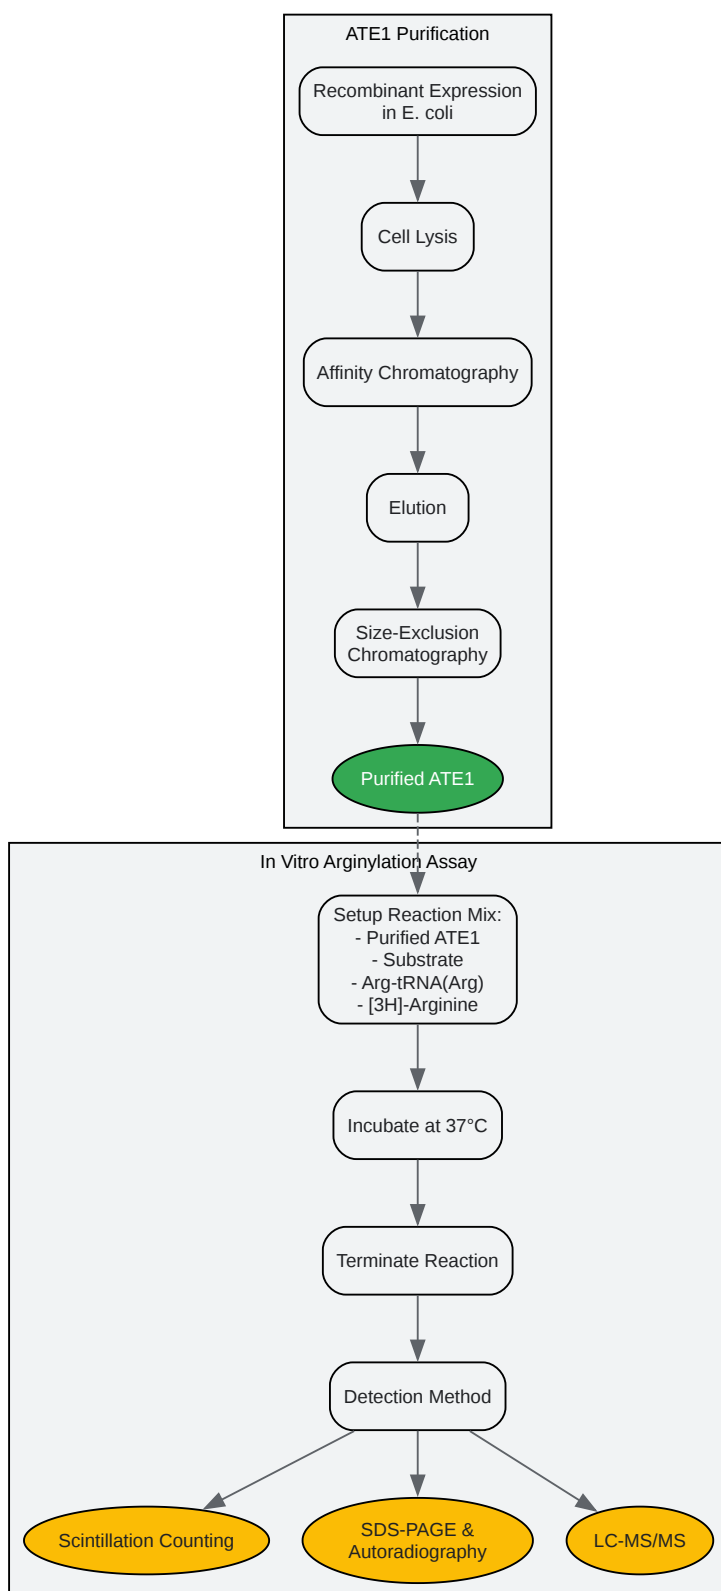 ATE1 Purification
Recombinant Expression
in E. coli
Cell Lysis
Affinity Chromatography
Elution
Size-Exclusion
Chromatography
Purified ATE1
In Vitro Arginylation Assay
Setup Reaction Mix:
- Purified ATE1
- Substrate
- Arg-tRNA(Arg)
- [3H]-Arginine
Incubate at 37°C
Terminate Reaction
Detection Method
Scintillation Counting
SDS-PAGE &
Autoradiography
LC-MS/MS